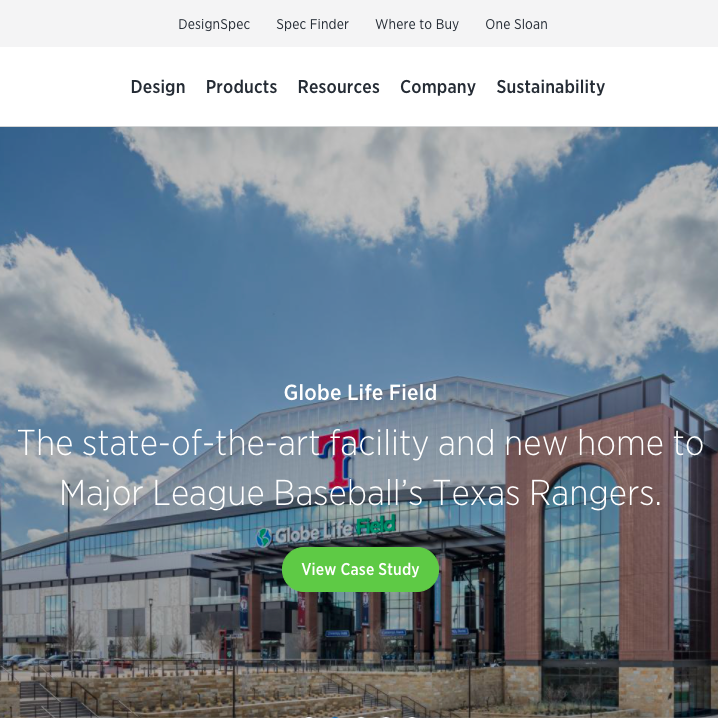 DesignSpec Spec Finder Where to Buy One Sloan
Design Products Resources Company Sustainability
Globe Life Field
The state-of-the-art facility and new home to
T
Major League Baseball's Texas Rangers.
Globe Life Field
View Case Study